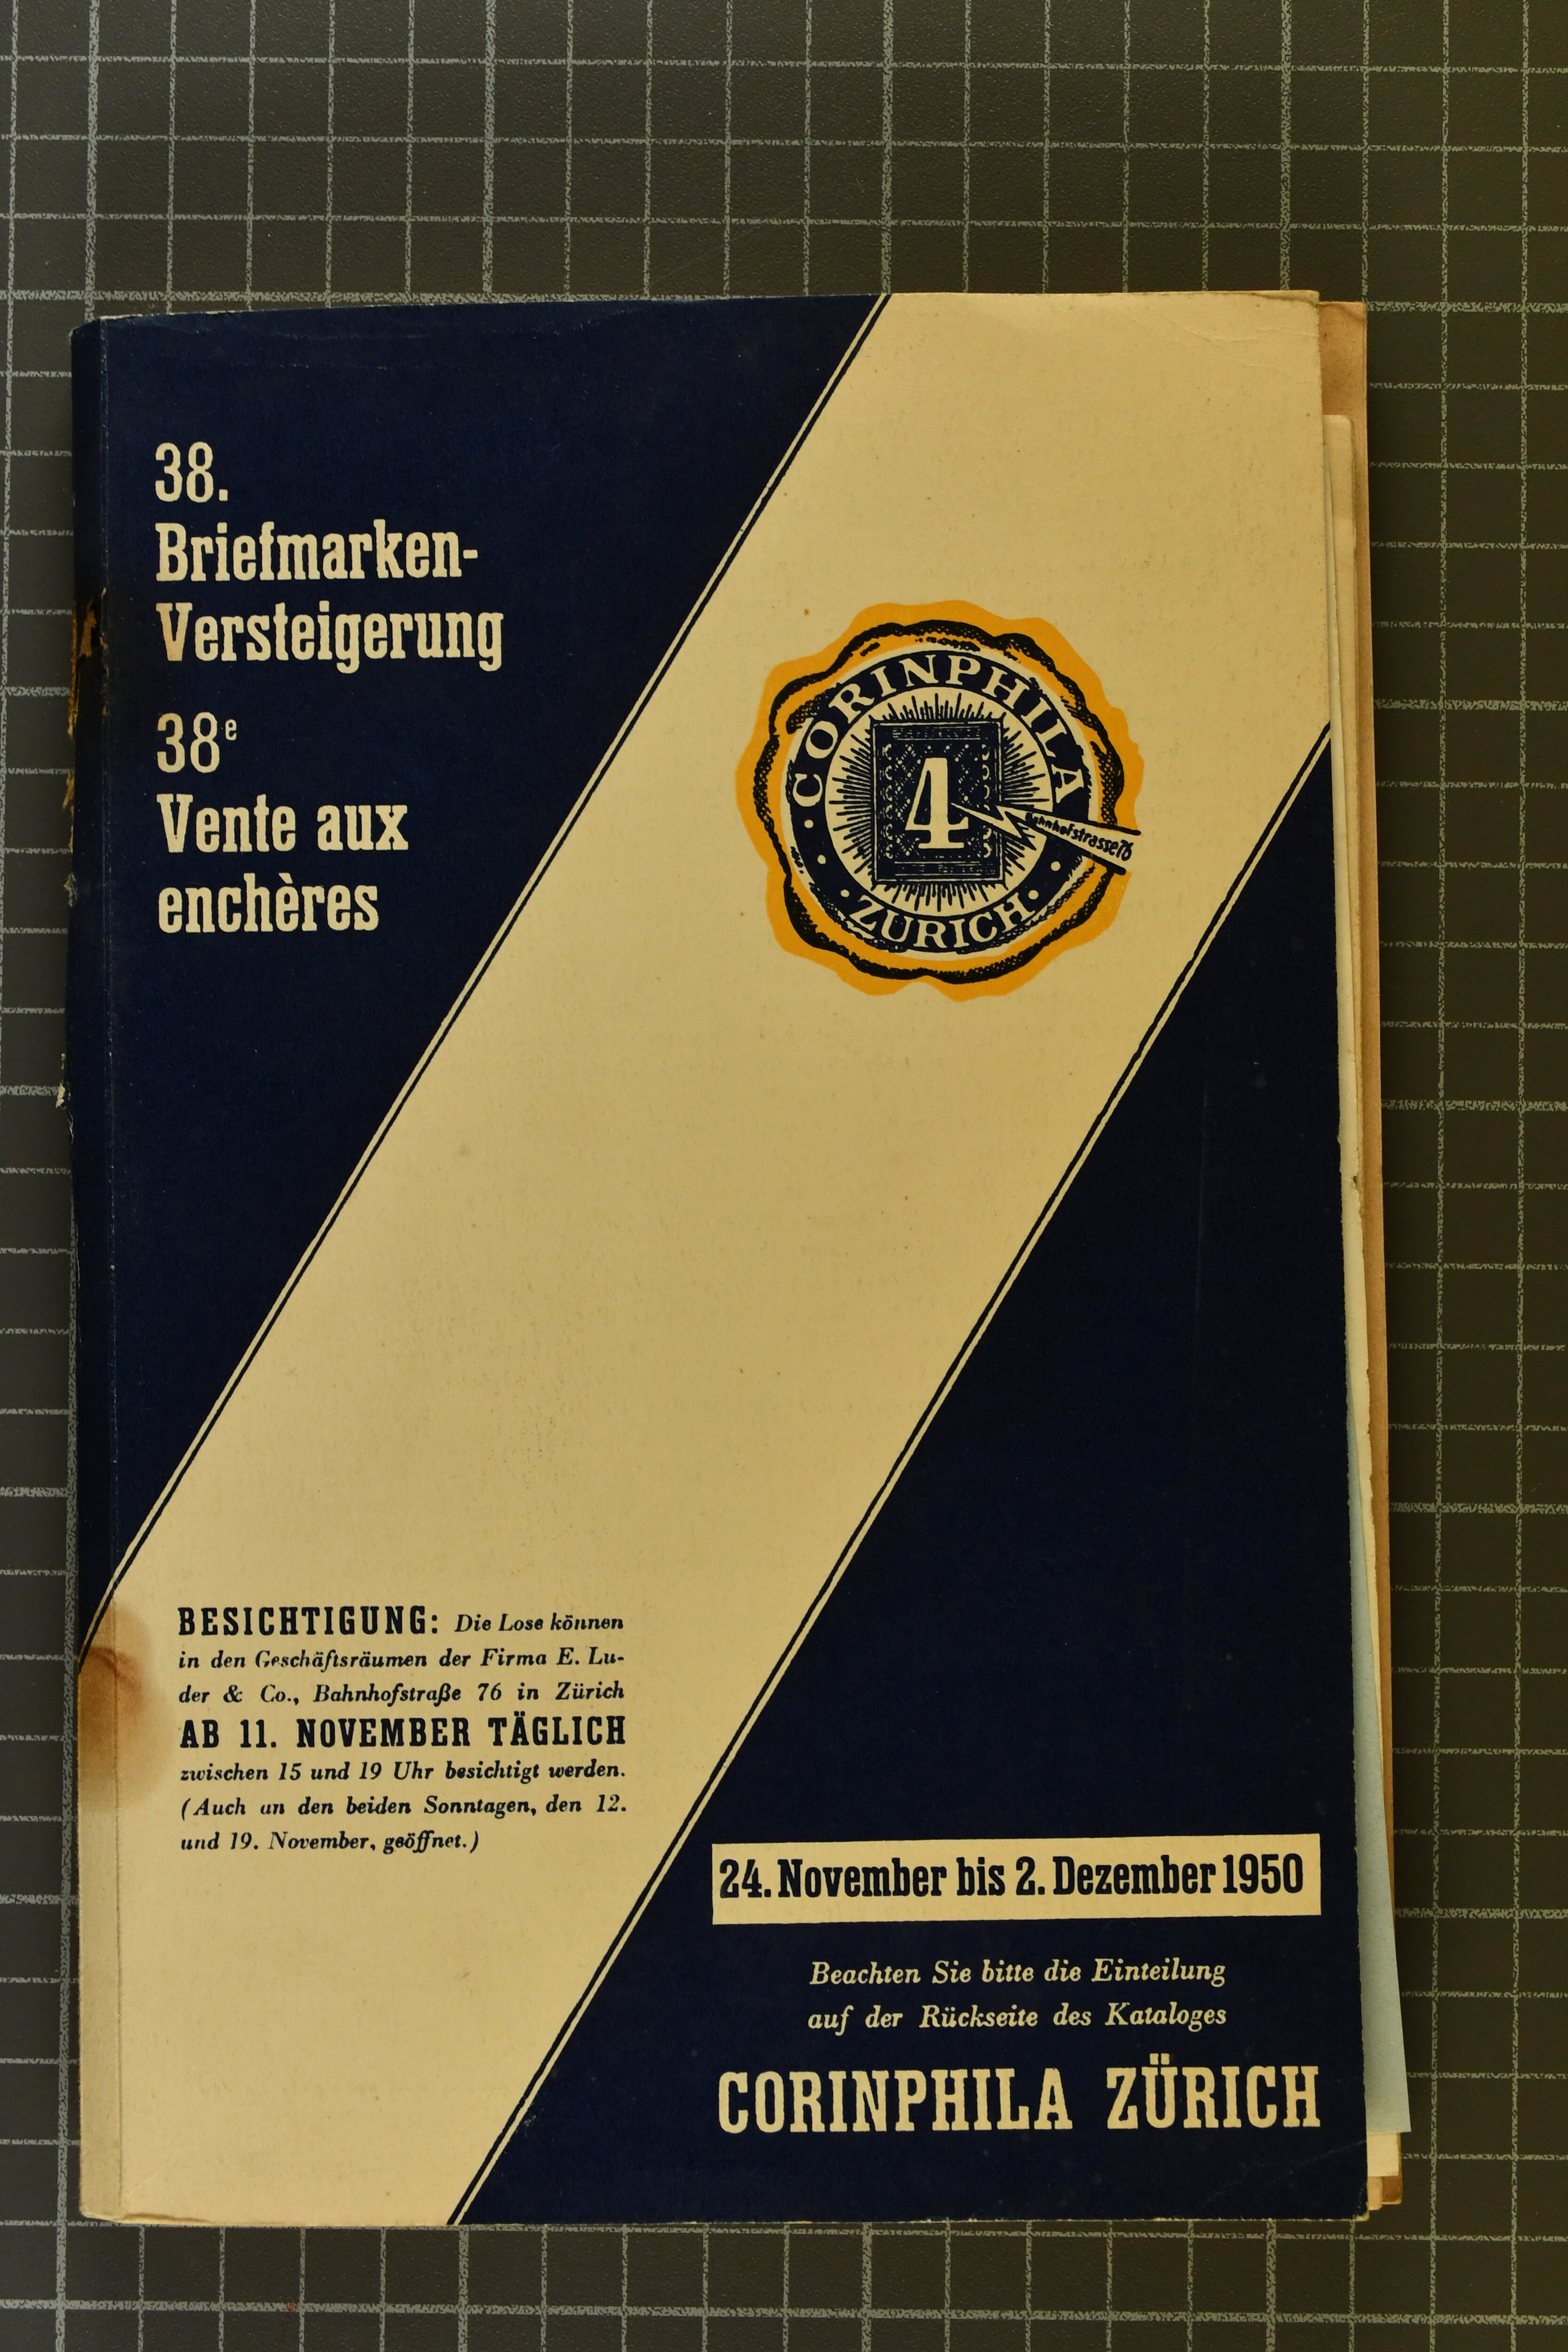 38.
Briefmarken-
Versteigerung
38e
Vente aux
enchères
CORINPHILA
4
Bahnhofstrasse 76
ZURICH
BESICHTIGUNG: Die Lose können
in den Geschäftsräumen der Firma E. Lu-
der & Co., Bahnhofstraße 76 in Zürich
AB 11. NOVEMBER TÄGLICH
zwischen 15 und 19 Uhr besichtigt werden.
(Auch an den beiden Sonntagen, den 12.
und 19. November, geöffnet.)
24. November bis 2. Dezember 1950
Beachten Sie bitte die Einteilung
auf der Rückseite des Kataloges
CORINPHILA ZÜRICH